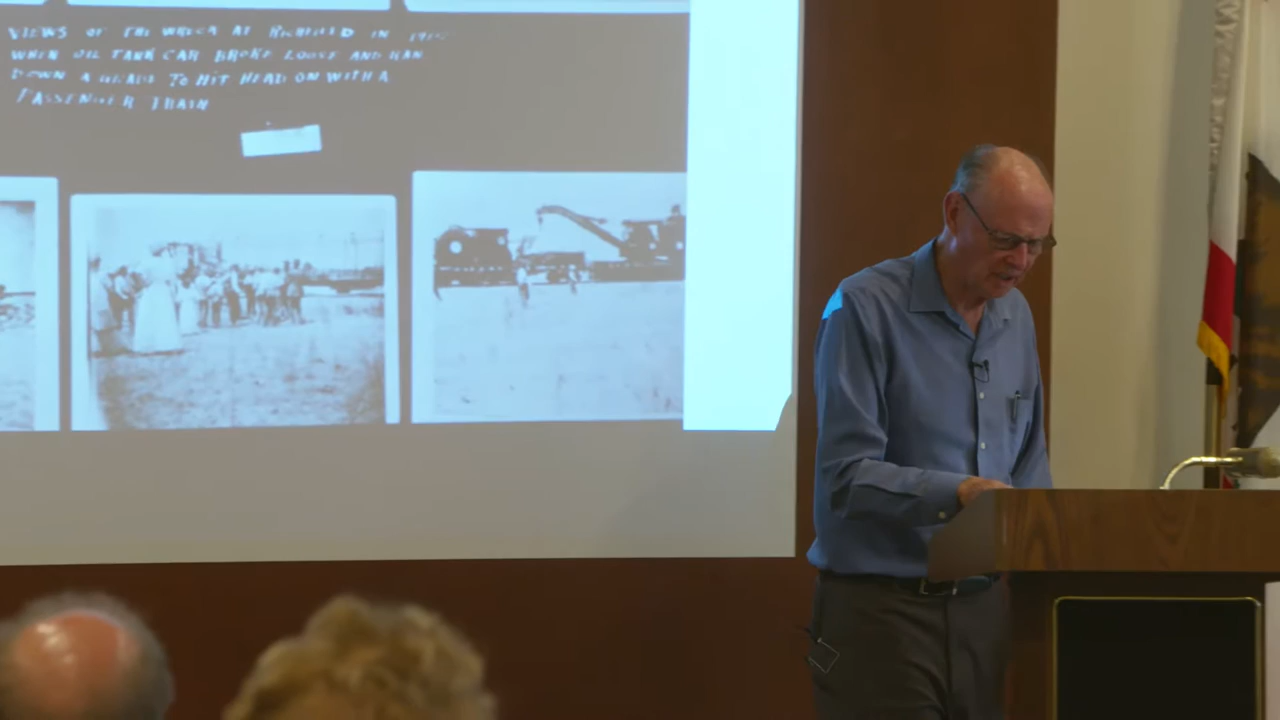 VIEWS OF THE WRECK AT RICHFIELD IN
WHEN OIL TANK CAR BROKE LOOSE AND RAN
DOWN A GRADE TO HIT HEAD ON WITH A
PASSENGER TRAIN